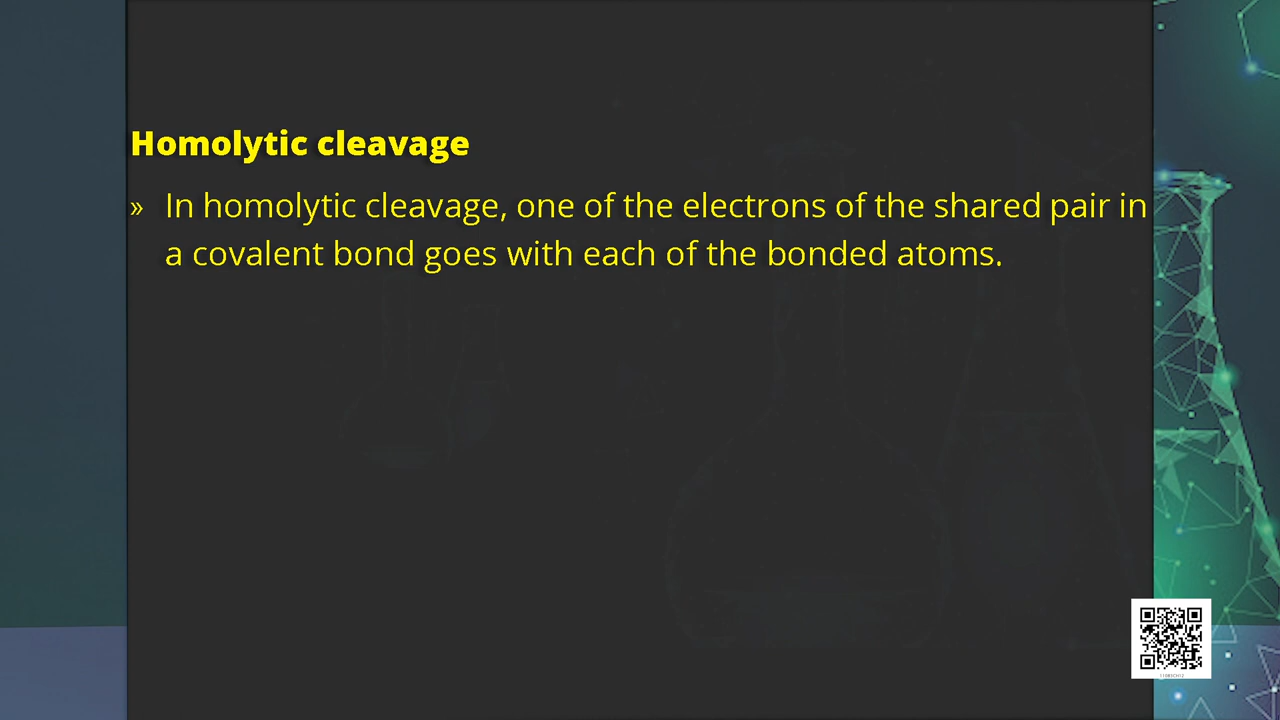 Homolytic cleavage
» In homolytic cleavage, one of the electrons of the shared pair in
a covalent bond goes with each of the bonded atoms.